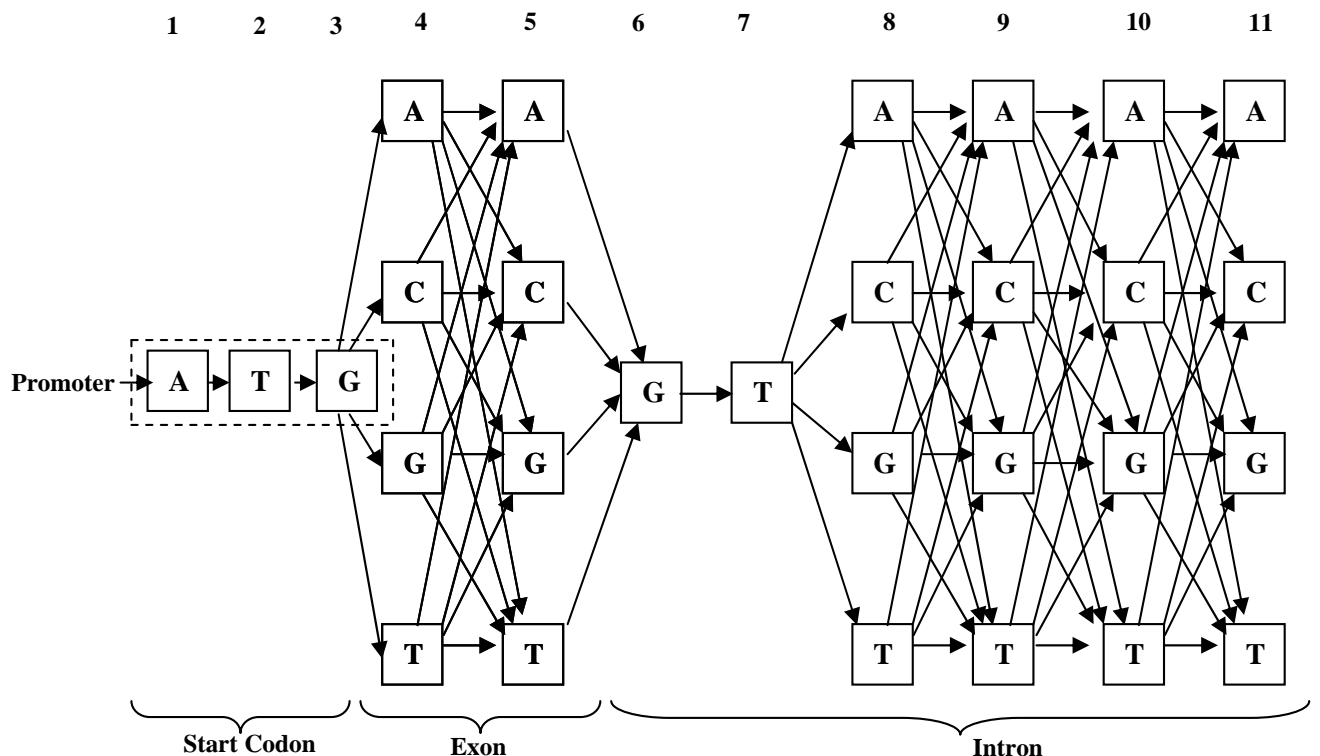 1 2 3 4 5 6 7 8 9 10 11
A A A A A A
C C C C C C
Promoter A T G G T
G G G G G G
T T T T T T
Start Codon Exon Intron